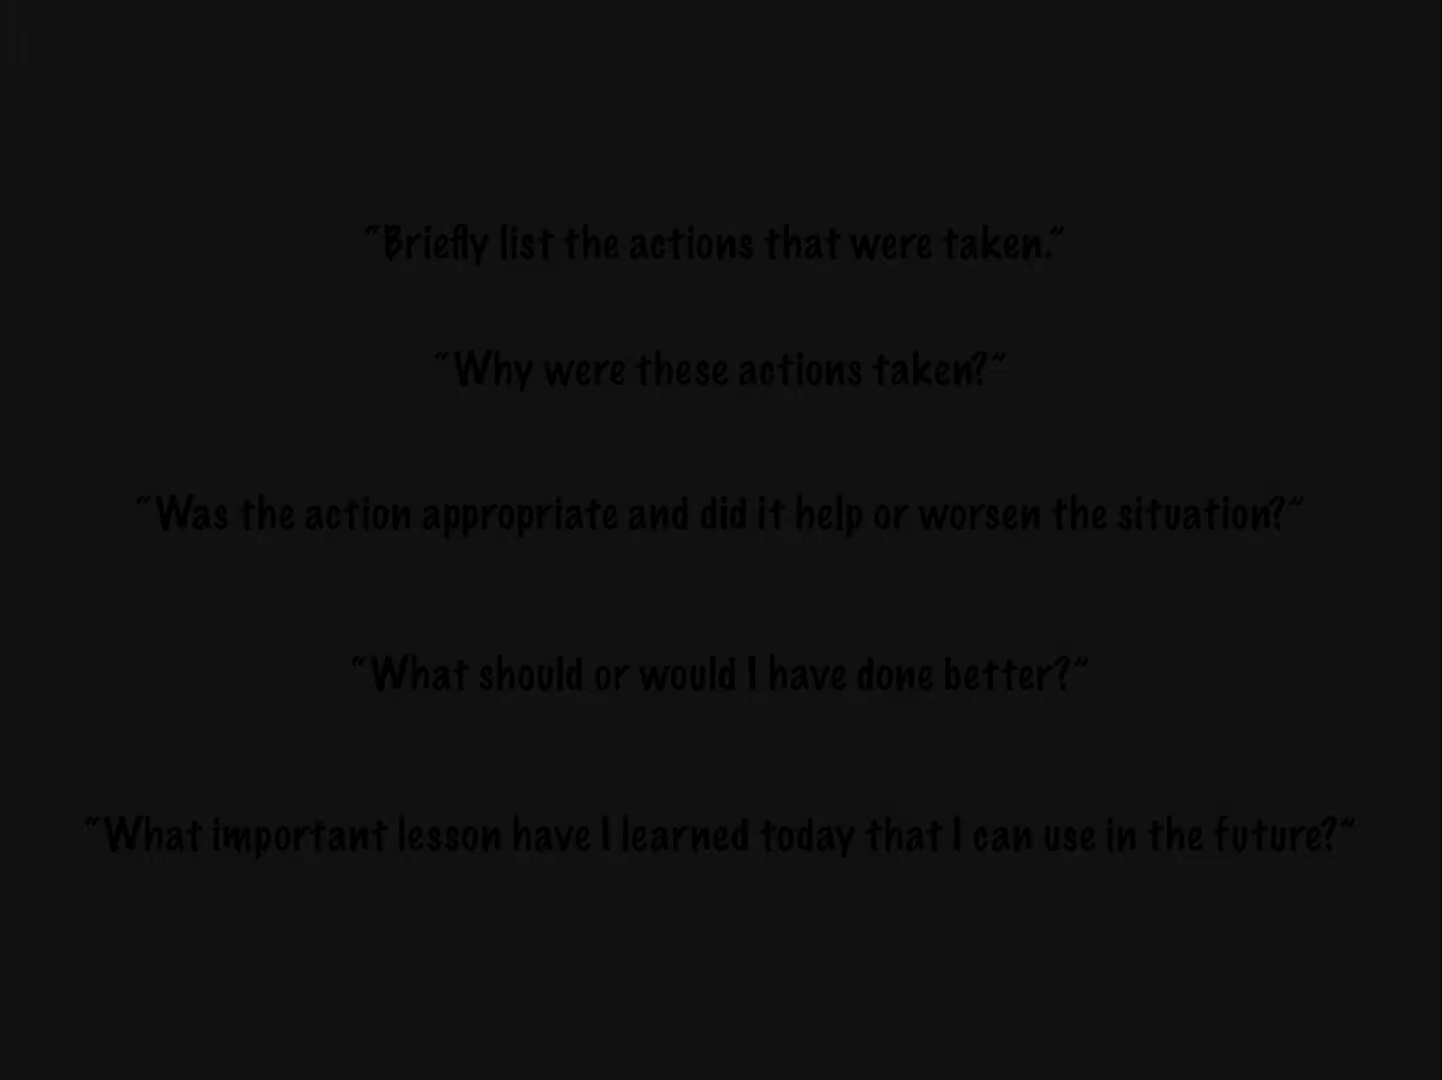 “Briefly list the actions that were taken.”
“Why were these actions taken?”
“Was the action appropriate and did it help or worsen the situation?”
“What should or would I have done better?”
“What important lesson have I learned today that I can use in the future?”